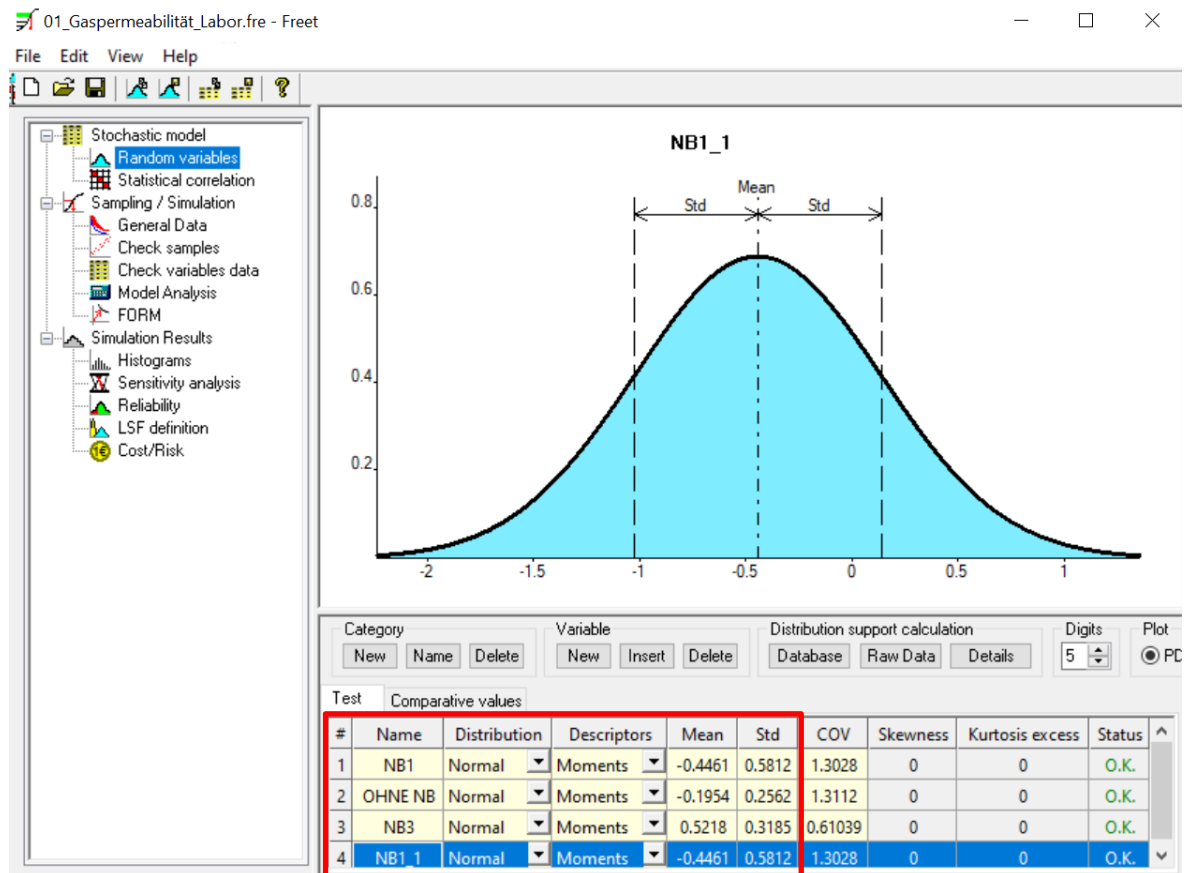 01_Gaspermeabilität_Labor.fre - Freet
File Edit View Help
Stochastic model
Random variables
Statistical correlation
Sampling / Simulation
General Data
Check samples
Check variables data
Model Analysis
FORM
Simulation Results
Histograms
Sensitivity analysis
Reliability
LSF definition
Cost/Risk
NB1_1
Mean
Std Std
0.8
0.6
0.4
0.2
-2 -1.5 -1 -0.5 0 0.5 1
Category Variable Distribution support calculation Digits Plot
New Name Delete New Insert Delete Database Raw Data Details 5 PD
Test Comparative values
# Name Distribution Descriptors Mean Std COV Skewness Kurtosis excess Status
1 NB1 Normal Moments -0.4461 0.5812 1.3028 0 0 O.K.
2 OHNE NB Normal Moments -0.1954 0.2562 1.3112 0 0 O.K.
3 NB3 Normal Moments 0.5218 0.3185 0.61039 0 0 O.K.
4 NB1_1 Normal Moments -0.4461 0.5812 1.3028 0 0 O.K.